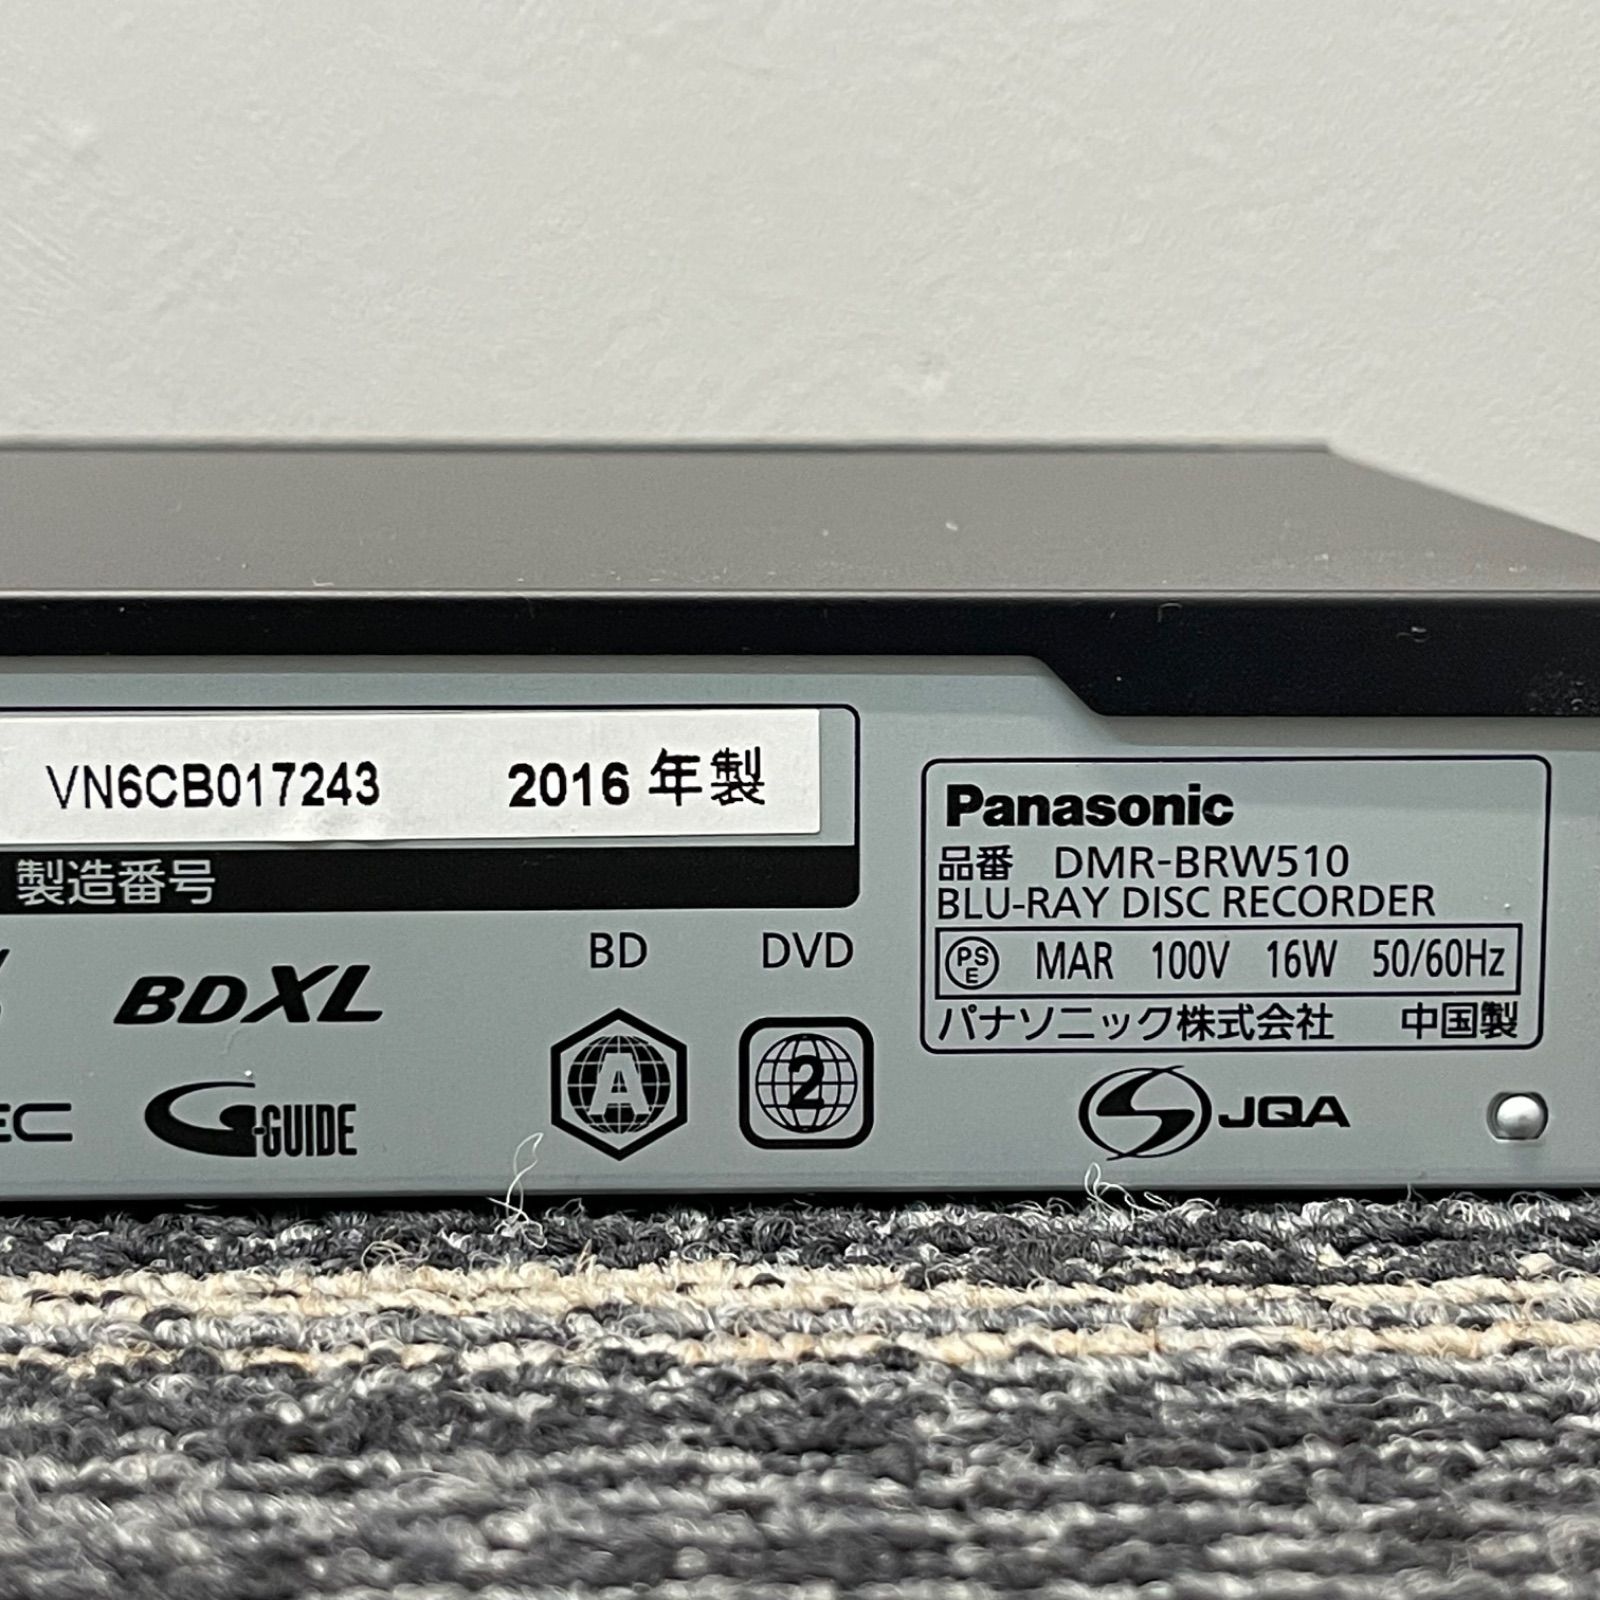 VN6CB017243 2016 年製
製造番号
Panasonic
品番 DMR-BRW510
BLU-RAY DISC RECORDER
PSE MAR 100V 16W 50/60Hz
パナソニック株式会社 中国製
BD DVD
BDXL
A 2
EC G-GUIDE
JQA